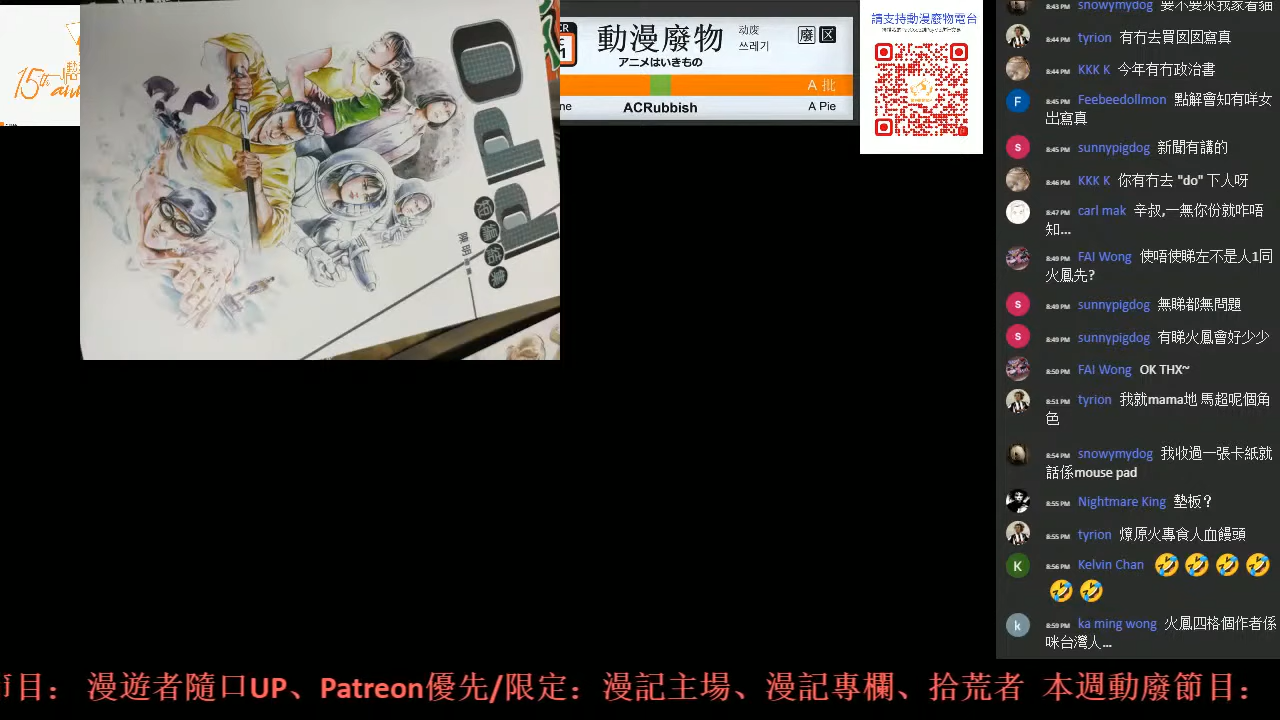 15th
短編結集
陳明
動漫廢物
动废
쓰레기
廢 区
アニメはいきもの
A 北
ACRubbish
A Pie
請支持動漫廢物電台
8:43 PM snowymydog 要不要來我家看貓
8:44 PM tyrion 有冇去買囡囡寫真
8:44 PM KKK K 今年有冇政治書
8:45 PM Feebeedollmon 點解會知有咩女
出寫真
8:45 PM sunnypigdog 新聞有講的
8:46 PM KKK K 你有冇去 "do" 下人呀
8:47 PM carl mak 辛叔,一無你份就咋唔
知...
8:49 PM FAI Wong 使唔使睇左不是人1同
火鳳先?
8:49 PM sunnypigdog 無睇都無問題
8:49 PM sunnypigdog 有睇火鳳會好少少
8:50 PM FAI Wong OK THX~
8:51 PM tyrion 我就mama地 馬超呢個角
色
8:54 PM snowymydog 我收過一張卡紙就
話係mouse pad
8:55 PM Nightmare King 墊板？
8:55 PM tyrion 燎原火專食人血饅頭
8:56 PM Kelvin Chan 🤣🤣🤣🤣
🤣🤣
8:59 PM ka ming wong 火鳳四格個作者係
咪台灣人...
節目： 漫遊者隨口UP、Patreon優先/限定：漫記主場、漫記專欄、拾荒者 本週動廢節目：